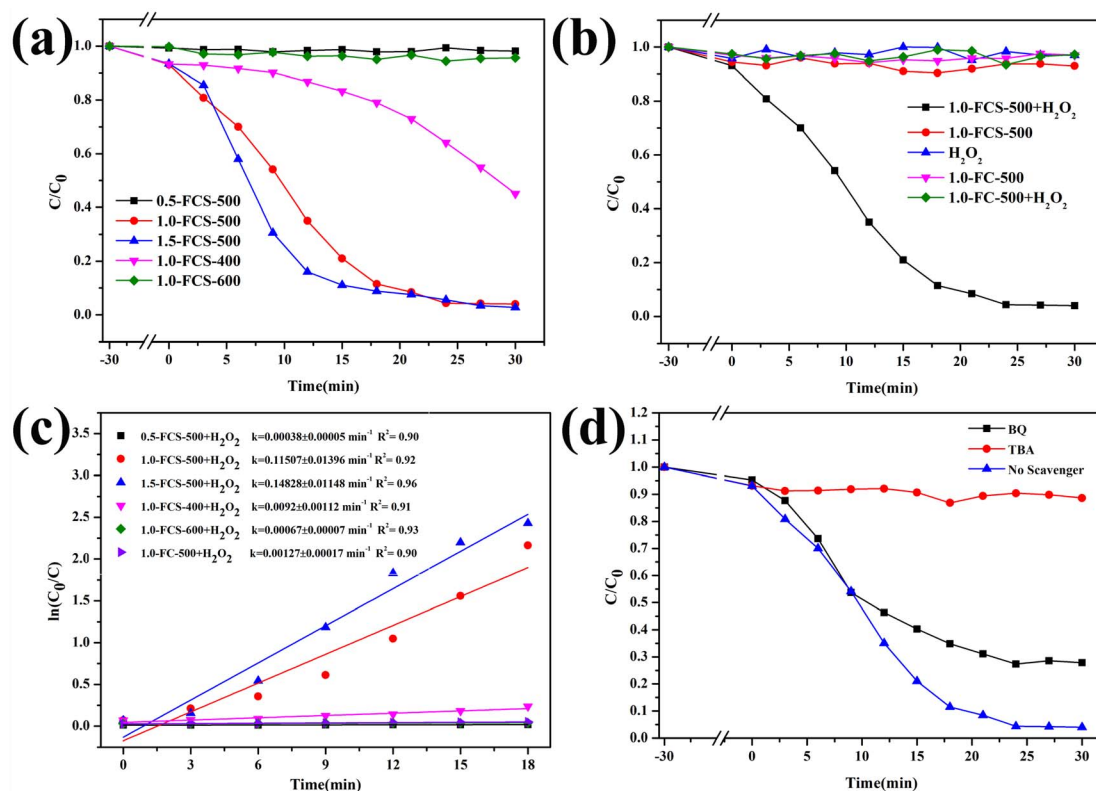 (a)
C/C₀
1.0
0.8
0.6
0.4
0.2
0.0
0.5-FCS-500
1.0-FCS-500
1.5-FCS-500
1.0-FCS-400
1.0-FCS-600
-30 0 5 10 15 20 25 30
Time(min)
(b)
C/C₀
1.0
0.8
0.6
0.4
0.2
0.0
1.0-FCS-500+H₂O₂
1.0-FCS-500
H₂O₂
1.0-FC-500
1.0-FC-500+H₂O₂
-30 0 5 10 15 20 25 30
Time(min)
(c)
ln(C₀/C)
3.5
3.0
2.5
2.0
1.5
1.0
0.5
0.0
0.5-FCS-500+H₂O₂ k=0.00038±0.00005 min⁻¹ R²= 0.90
1.0-FCS-500+H₂O₂ k=0.11507±0.01396 min⁻¹ R²= 0.92
1.5-FCS-500+H₂O₂ k=0.14828±0.01148 min⁻¹ R²= 0.96
1.0-FCS-400+H₂O₂ k=0.0092±0.00112 min⁻¹ R²= 0.91
1.0-FCS-600+H₂O₂ k=0.00067±0.00007 min⁻¹ R²= 0.93
1.0-FC-500+H₂O₂ k=0.00127±0.00017 min⁻¹ R²= 0.90
0 3 6 9 12 15 18
Time(min)
(d)
C/C₀
1.2
1.1
1.0
0.9
0.8
0.7
0.6
0.5
0.4
0.3
0.2
0.1
0.0
BQ
TBA
No Scavenger
-30 0 5 10 15 20 25 30
Time(min)